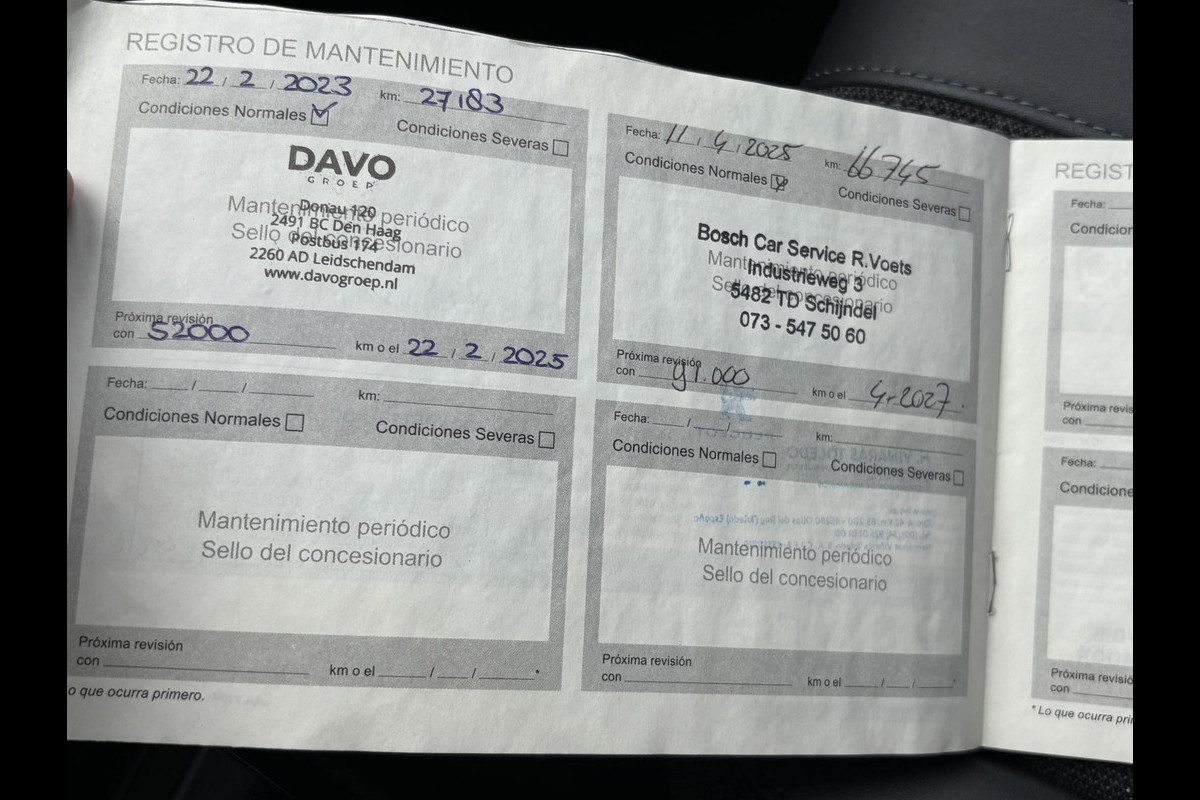 REGISTRO DE MANTENIMIENTO
Fecha: 22 / 2 / 2023 km: 27183
Condiciones Normales Condiciones Severas
DAVO
GROEP
Mantenimiento periódico
Sello del concesionario
Donau 120
2491 BC Den Haag
Postbus 174
2260 AD Leidschendam
www.davogroep.nl
Próxima revisión
con 52000 km o el 22 / 2 / 2025
Fecha: / / km:
Condiciones Normales Condiciones Severas
Mantenimiento periódico
Sello del concesionario
Próxima revisión
con km o el / / *
o que ocurra primero.
Fecha: 11 / 4 / 2025 km: 66745
Condiciones Normales Condiciones Severas
Bosch Car Service R.Voets
Mantenimiento periódico
Sello del concesionario
Industrieweg 3
5482 TD Schijndel
073 - 547 50 60
Próxima revisión
con 91.000 km o el 4-2027.
Fecha: / / km:
Condiciones Normales Condiciones Severas
Mantenimiento periódico
Sello del concesionario
Próxima revisión
con km o el / / *
REGIST
Fecha:
Condicion
Próxima revis
con
Fecha:
Condicione
Próxima revisió
con
* Lo que ocurra prir